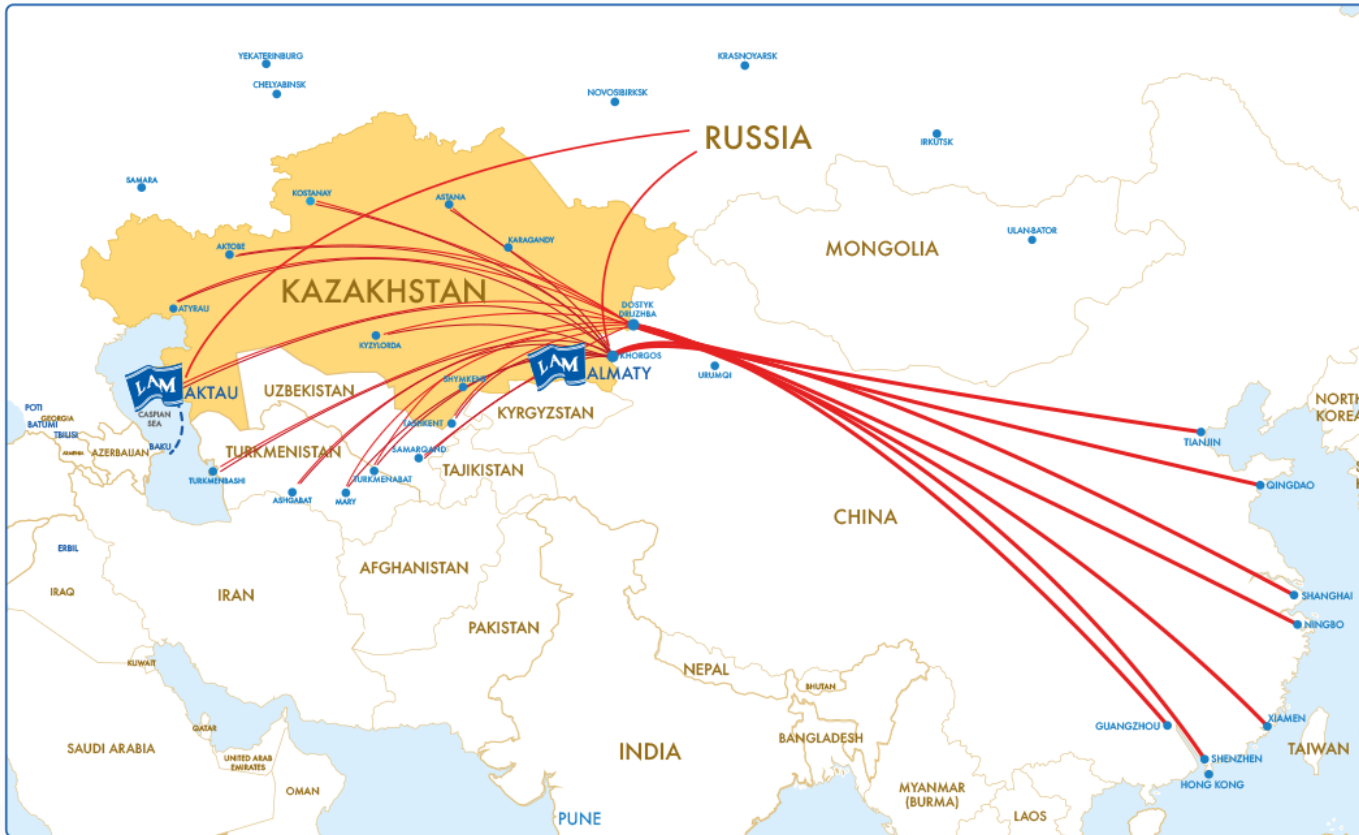 YEKATERINBURG
KRASNOYARSK
CHELYABINSK
NOVOSIBIRSK
RUSSIA
IRKUTSK
SAMARA
KOSTANAY
ASTANA
AKTOBE
KARAGANDY
ULAN-BATOR
MONGOLIA
KAZAKHSTAN
ATYRAU
DOSTYK
DRUZHBA
KYZYLORDA
KHORGOS
LAM
ALMATY
URUMQI
LAM
AKTAU
UZBEKISTAN
SHYMKENT
KYRGYZSTAN
NORTH
KOREA
POTI
GEORGIA
BATUMI
TBILISI
CASPIAN
SEA
TASHKENT
TIANJIN
ARMENIA
AZERBAIJAN
BAKU
TURKMENISTAN
SAMARQAND
TAJIKISTAN
TURKMENBASHI
TURKMENABAT
ASHGABAT
MARY
QINGDAO
CHINA
ERBIL
IRAQ
IRAN
AFGHANISTAN
PAKISTAN
SHANGHAI
NINGBO
KUWAIT
NEPAL
BHUTAN
QATAR
SAUDI ARABIA
UNITED ARAB
EMIRATES
OMAN
INDIA
BANGLADESH
GUANGZHOU
XIAMEN
TAIWAN
SHENZHEN
HONG KONG
MYANMAR
(BURMA)
LAOS
PUNE